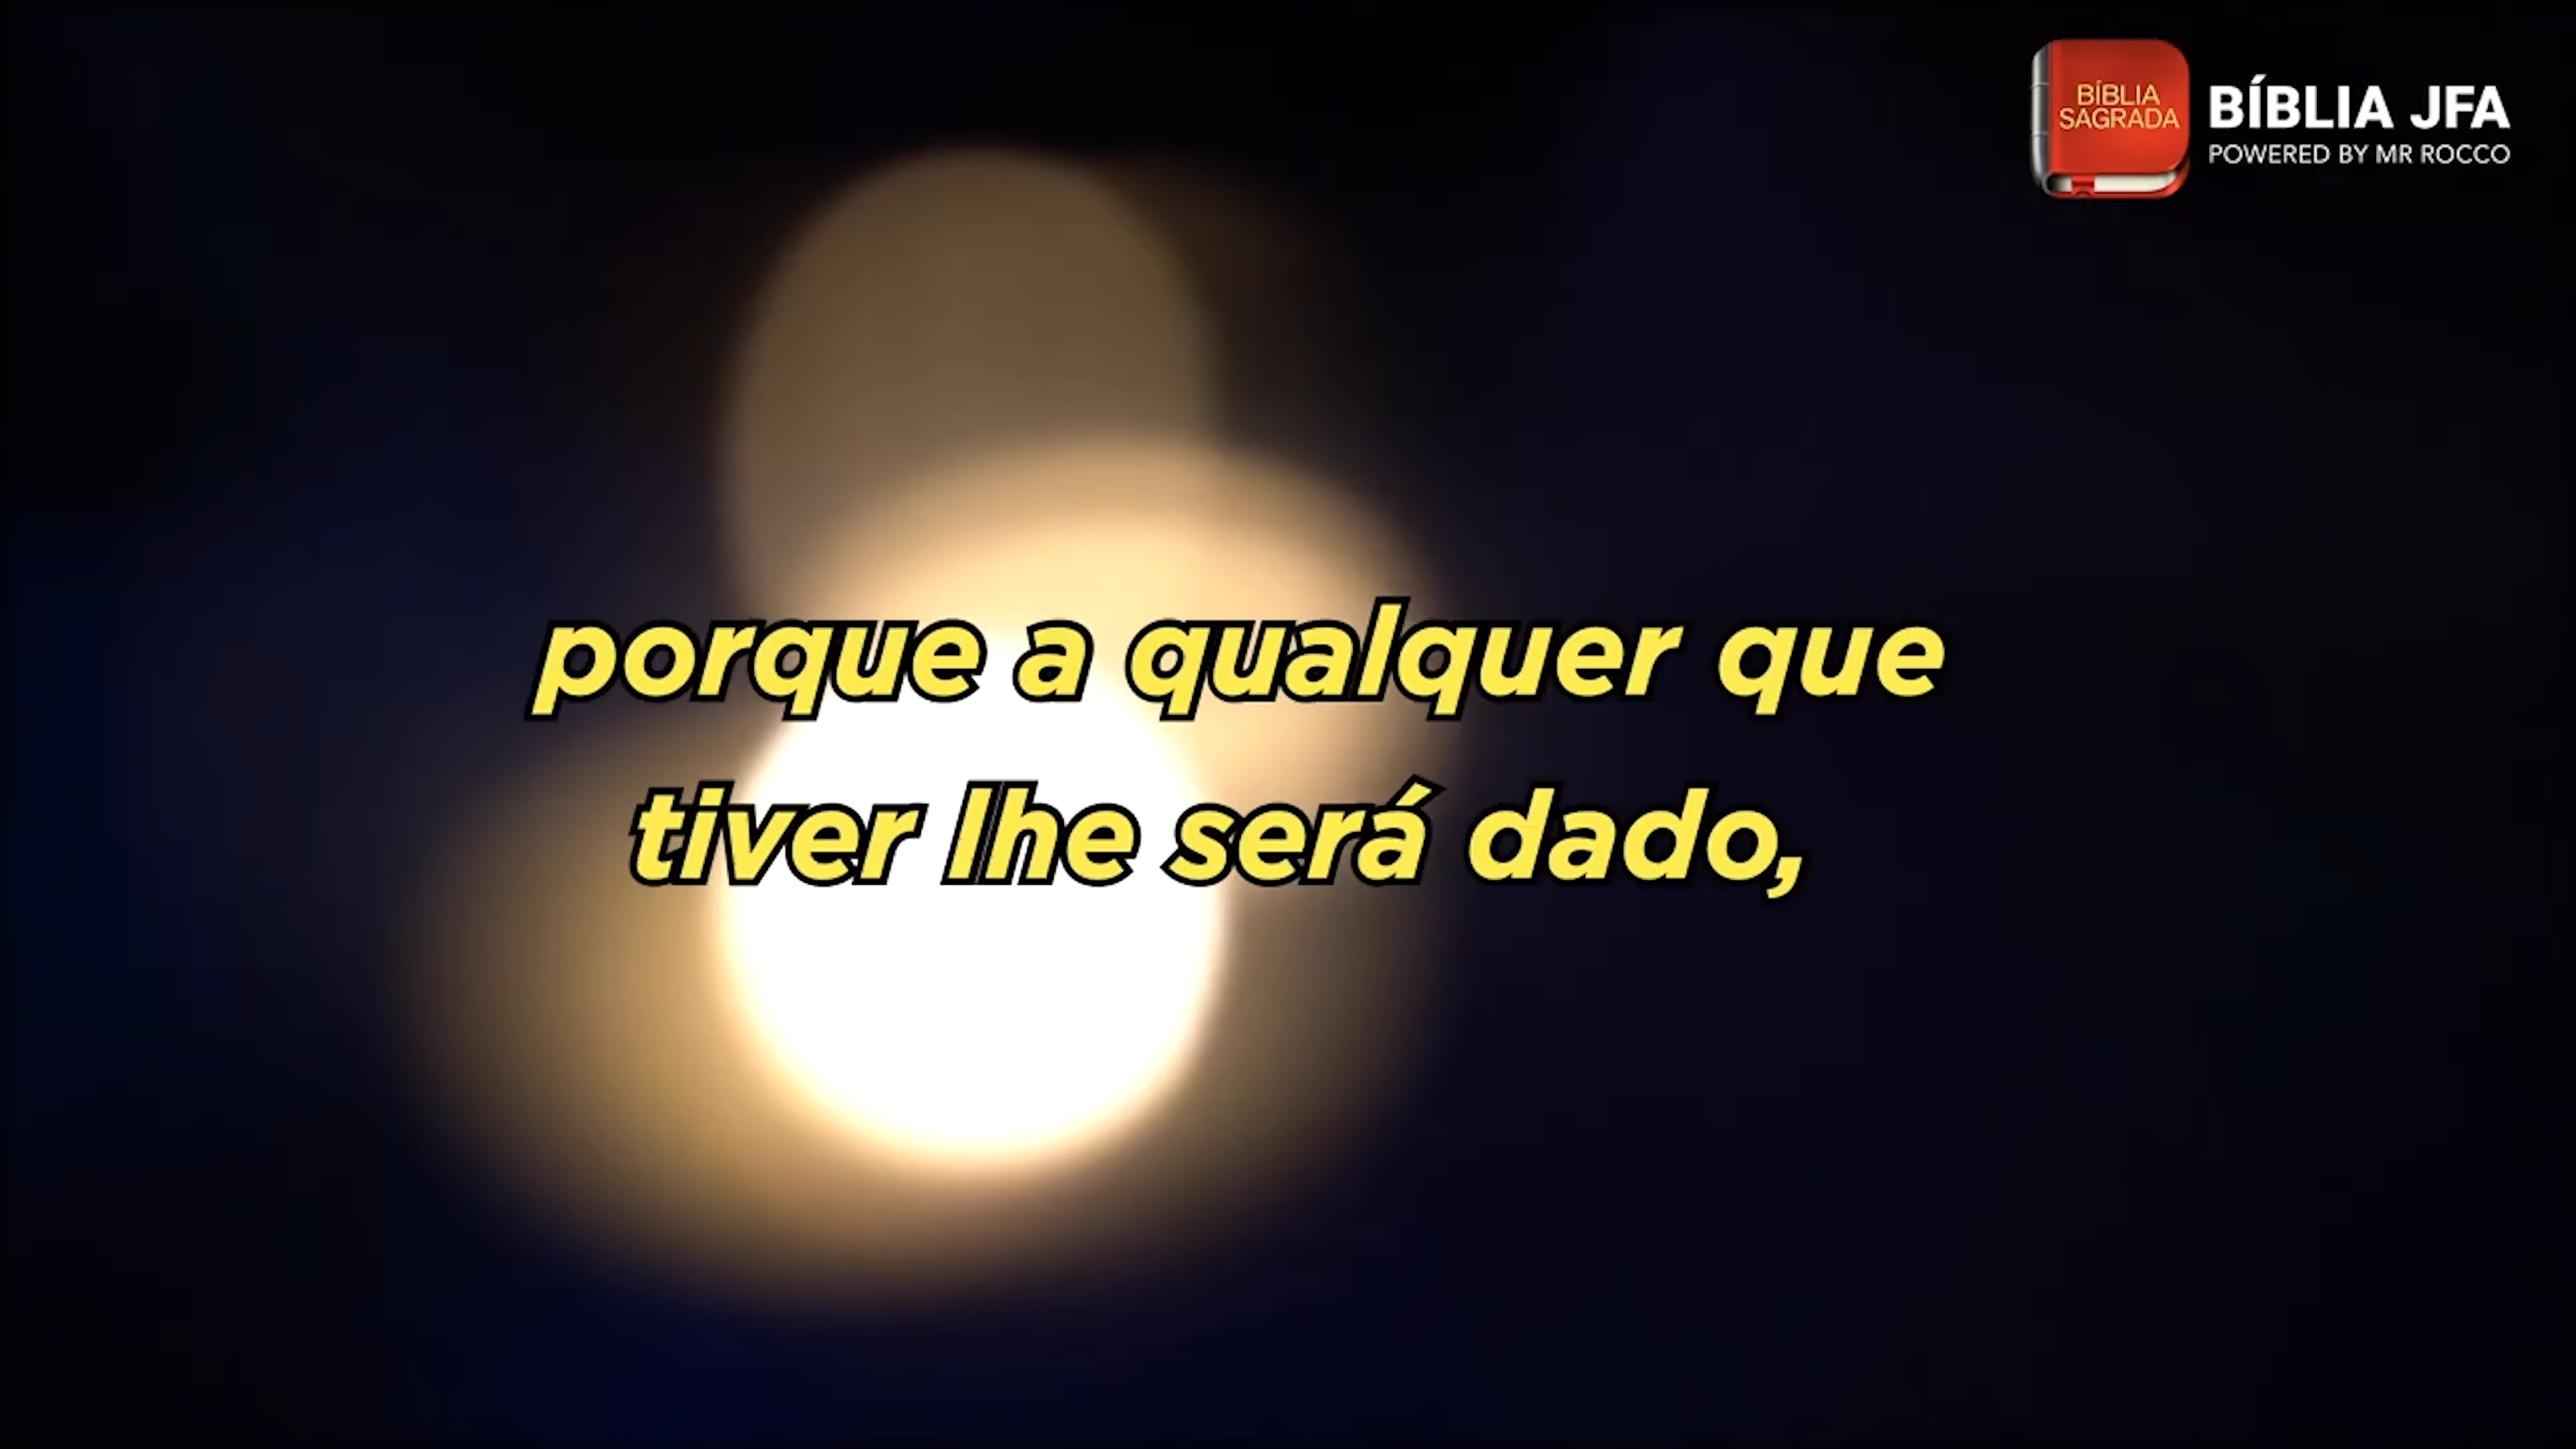 BÍBLIA
SAGRADA
BÍBLIA JFA
POWERED BY MR ROCCO
porque a qualquer que
tiver lhe será dado,